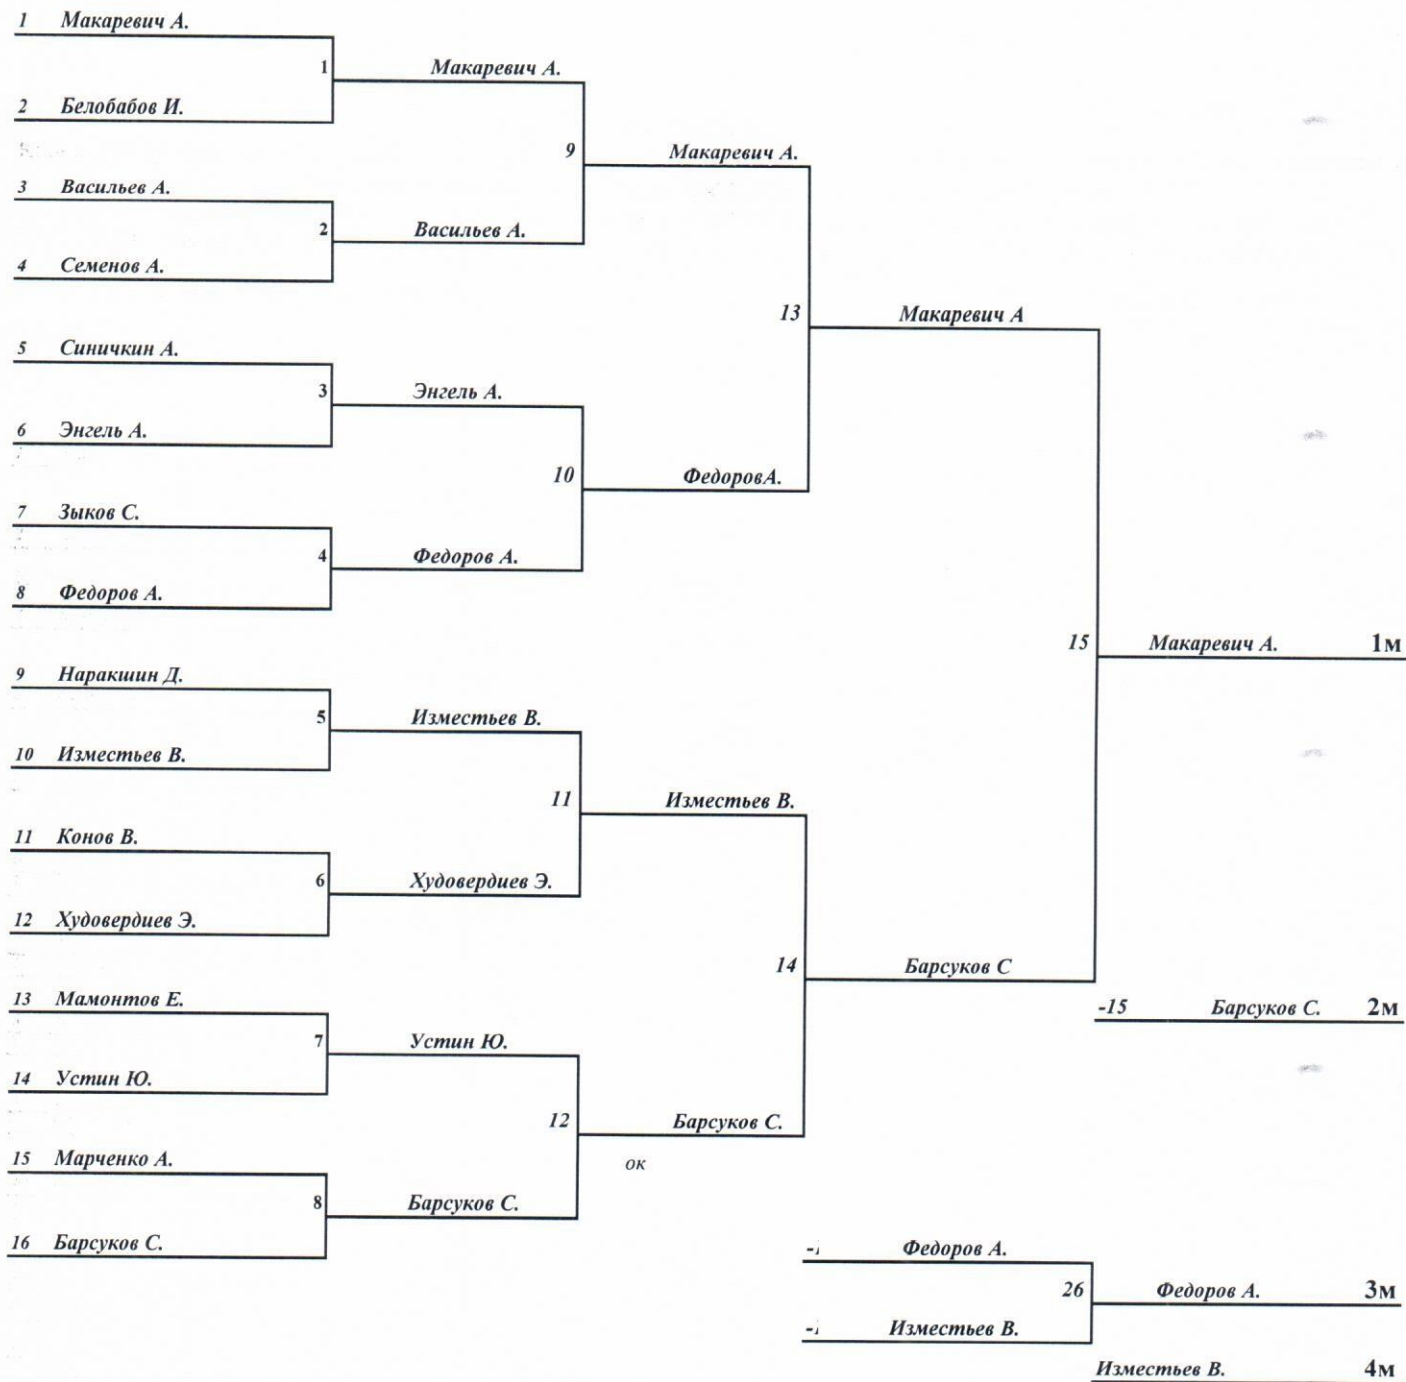 1 Макаревич А.
1 Макаревич А.
2 Белобабов И.
9 Макаревич А.
3 Васильев А.
2 Васильев А.
4 Семенов А.
13 Макаревич А
5 Синичкин А.
3 Энгель А.
6 Энгель А.
10 ФедоровА.
7 Зыков С.
4 Федоров А.
8 Федоров А.
15 Макаревич А. 1м
9 Наракшин Д.
5 Изместьев В.
10 Изместьев В.
11 Изместьев В.
11 Конов В.
6 Худовердиев Э.
12 Худовердиев Э.
14 Барсуков С
13 Мамонтов Е.
-15 Барсуков С. 2м
7 Устин Ю.
14 Устин Ю.
12 Барсуков С.
15 Марченко А.
ок
8 Барсуков С.
16 Барсуков С.
Федоров А.
26 Федоров А. 3м
Изместьев В.
Изместьев В. 4м